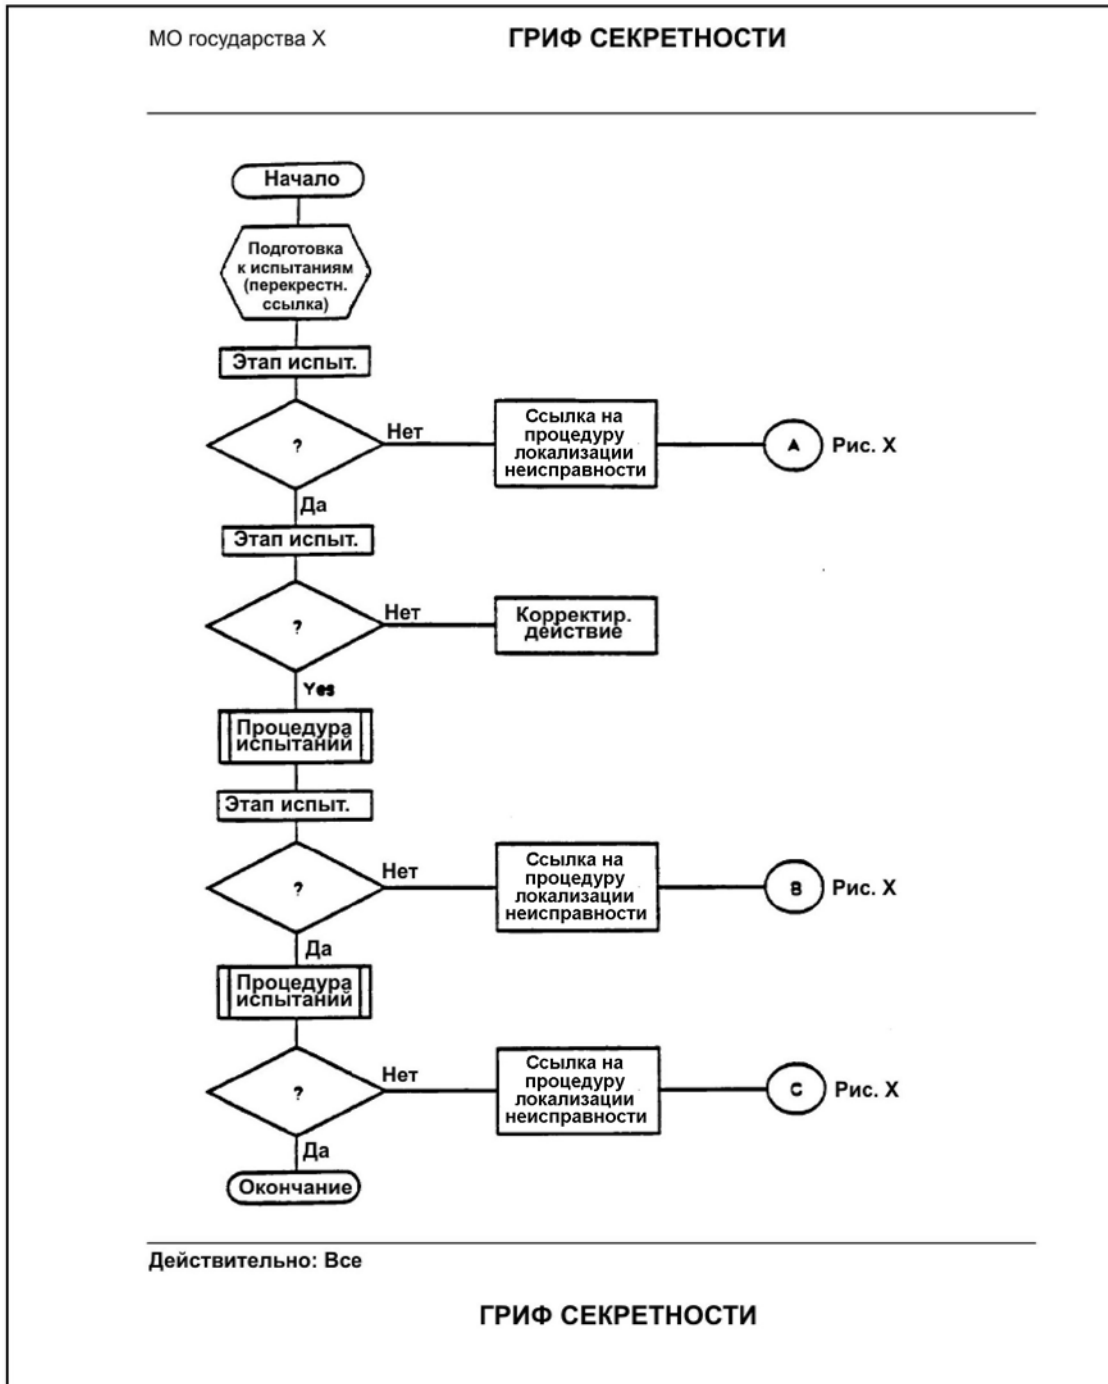 МО государства X ГРИФ СЕКРЕТНОСТИ
Начало
Подготовка
к испытаниям
(перекрестн.
ссылка)
Этап испыт.
?
Нет
Ссылка на
процедуру
локализации
неисправности
A
Рис. X
Да
Этап испыт.
?
Нет
Корректир.
действие
Yes
Процедура
испытаний
Этап испыт.
?
Нет
Ссылка на
процедуру
локализации
неисправности
B
Рис. X
Да
Процедура
испытаний
?
Нет
Ссылка на
процедуру
локализации
неисправности
C
Рис. X
Да
Окончание
Действительно: Все
ГРИФ СЕКРЕТНОСТИ